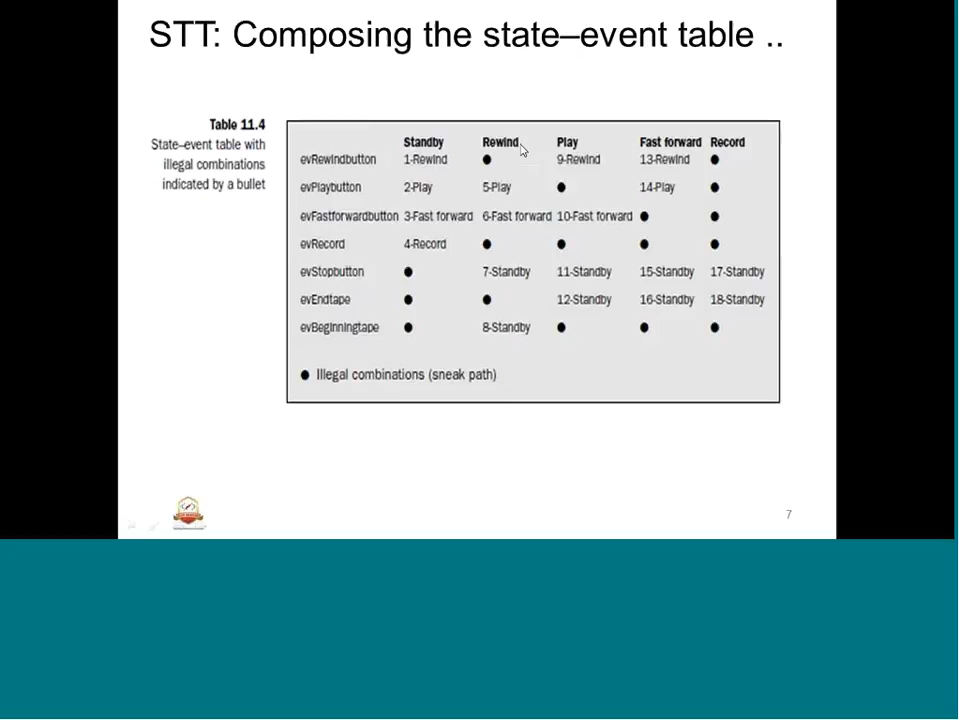 STT: Composing the state–event table ..
Table 11.4
State–event table with
illegal combinations
indicated by a bullet
Standby Rewind Play Fast forward Record
evRewindbutton 1-Rewind ● 9-Rewind 13-Rewind ●
evPlaybutton 2-Play 5-Play ● 14-Play ●
evFastforwardbutton 3-Fast forward 6-Fast forward 10-Fast forward ● ●
evRecord 4-Record ● ● ● ●
evStopbutton ● 7-Standby 11-Standby 15-Standby 17-Standby
evEndtape ● ● 12-Standby 16-Standby 18-Standby
evBeginningtape ● 8-Standby ● ● ●
● Illegal combinations (sneak path)
7